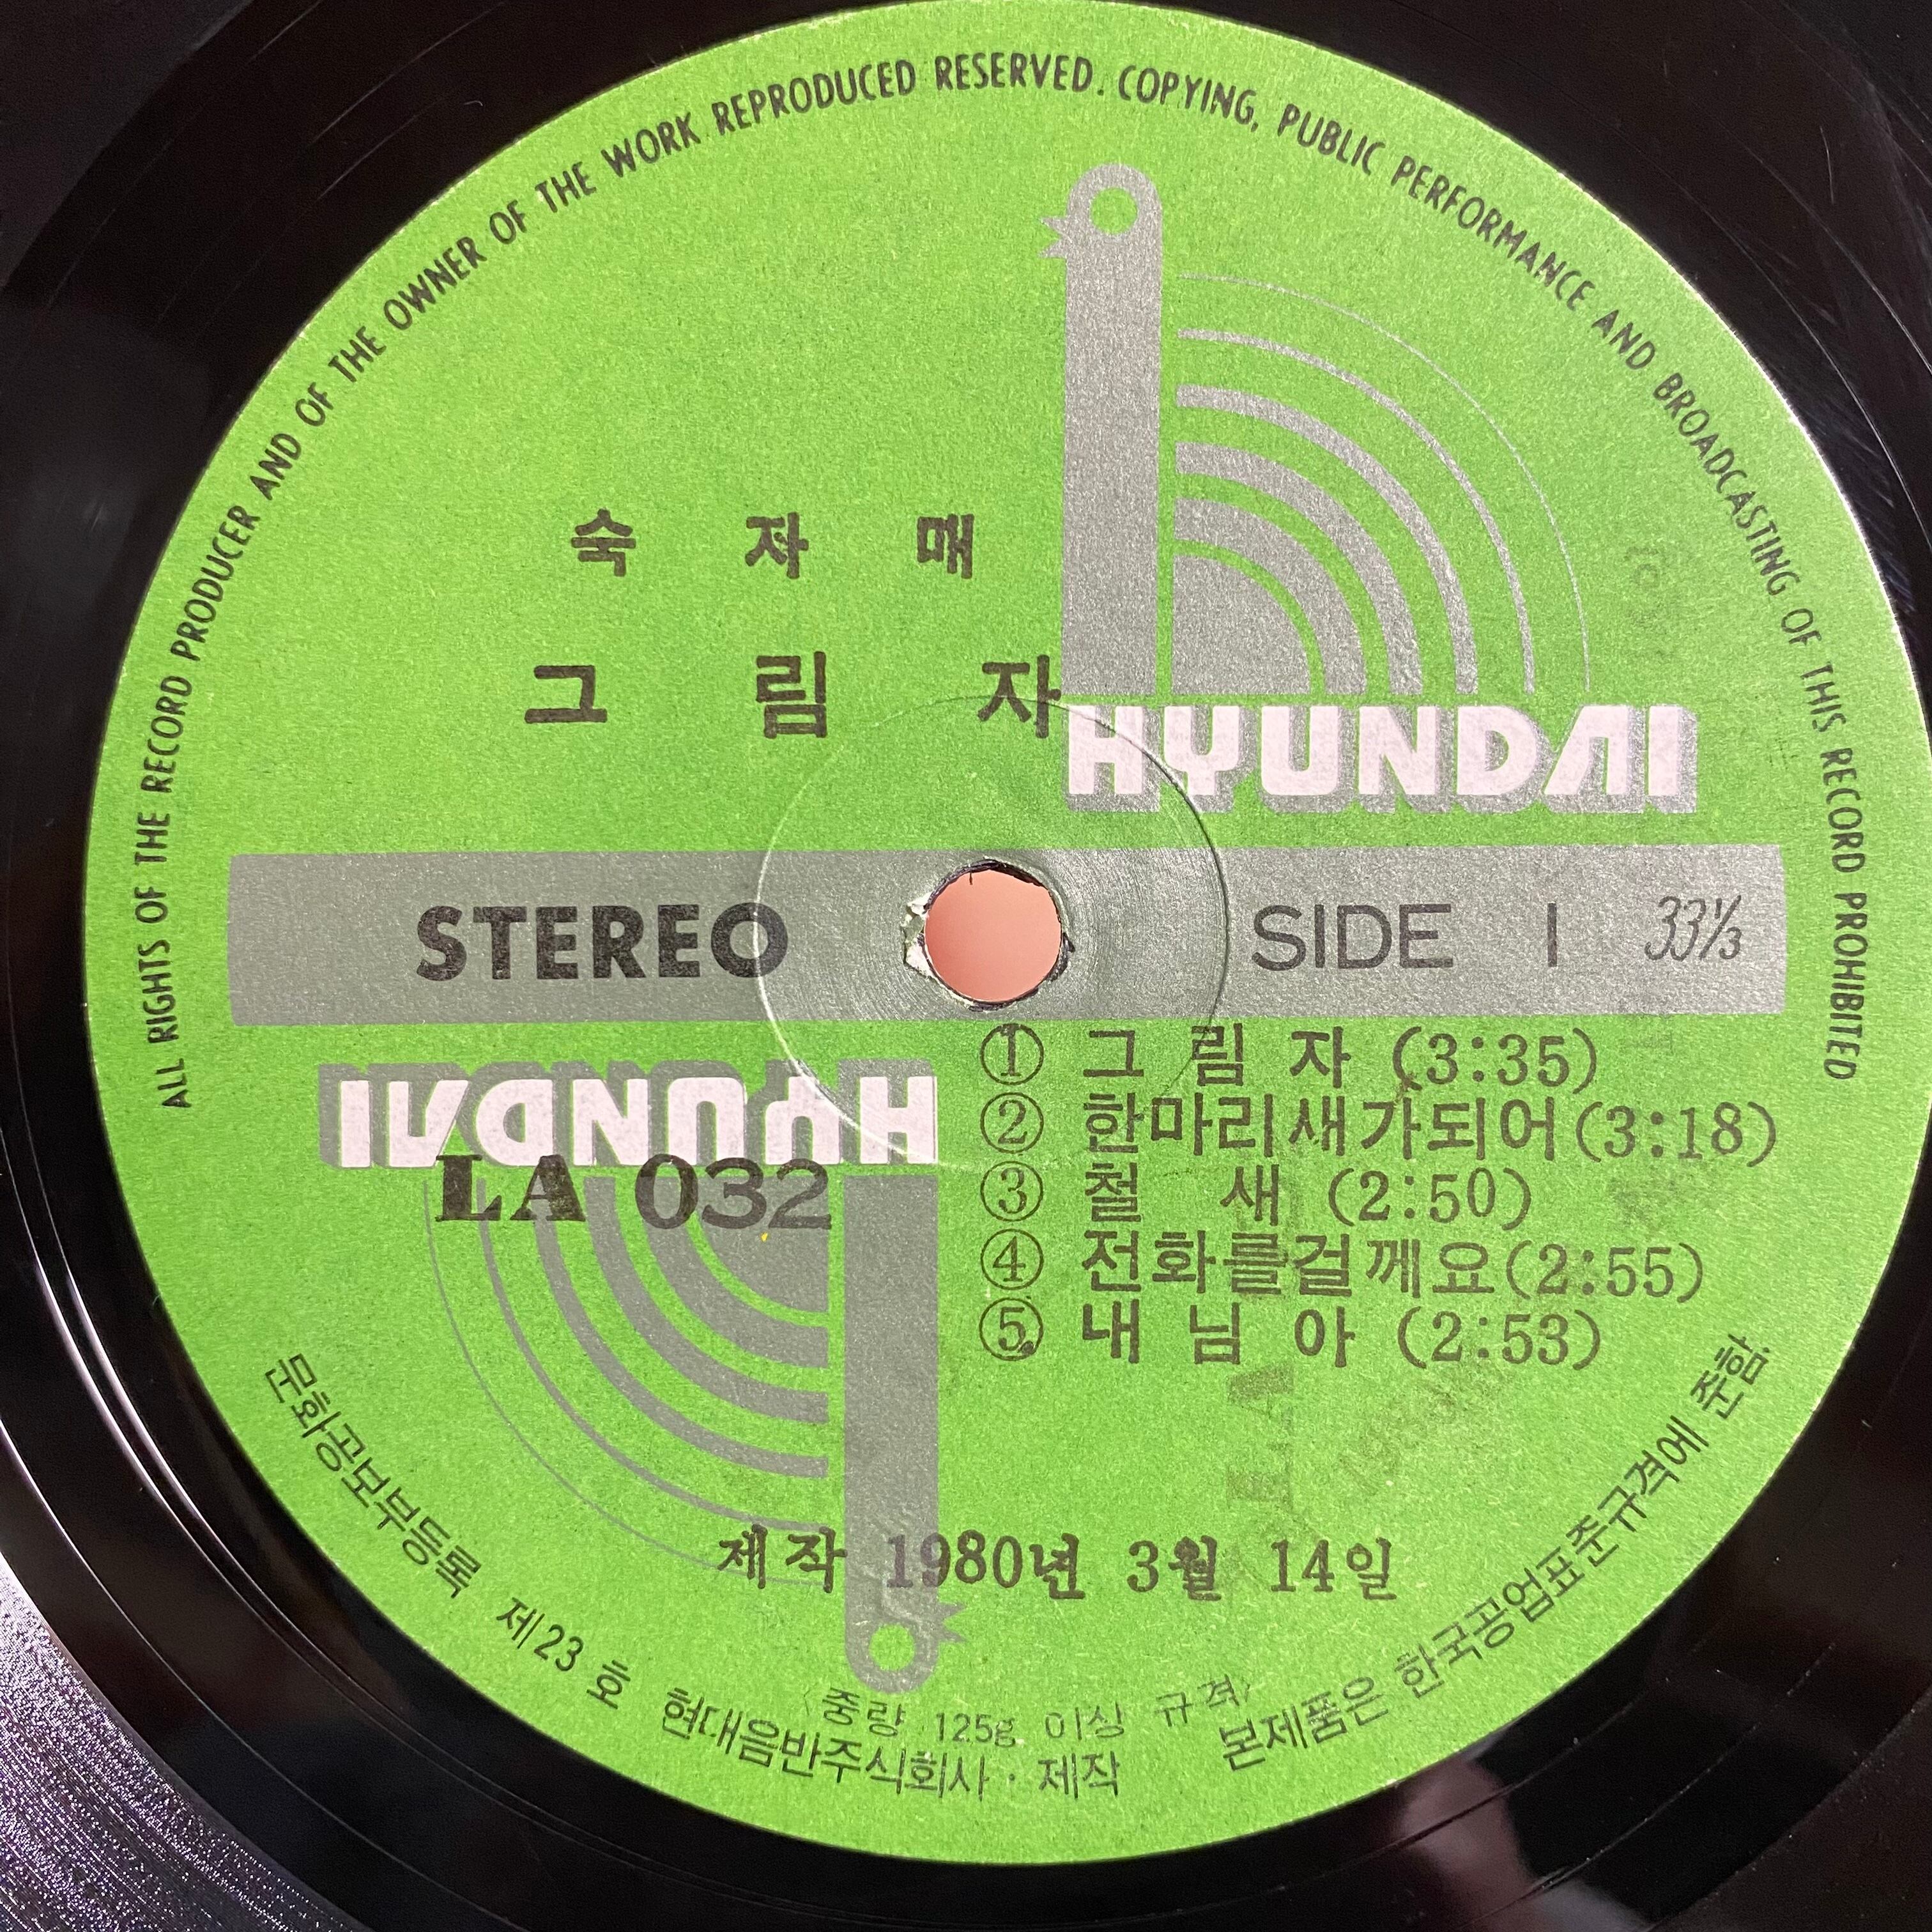 ALL RIGHTS OF THE RECORD PRODUCER AND OF THE OWNER OF THE WORK REPRODUCED RESERVED. COPYING, PUBLIC PERFORMANCE AND BROADCASTING OF THIS RECORD PROHIBITED
숙 자 매
그 림 자
HYUNDAI
STEREO
SIDE 1 33⅓
HYUNDAI
LA 032
① 그 림 자 (3:35)
② 한마리새가되어(3:18)
③ 철 새 (2:50)
④ 전화를걸께요(2:55)
⑤ 내 님 아 (2:53)
제작 1980년 3월 14일
〈중량 125g 이상 규격〉
문화공보부등록 제23 호 현대음반주식회사 · 제작 본제품은 한국공업표준규격에 준함.